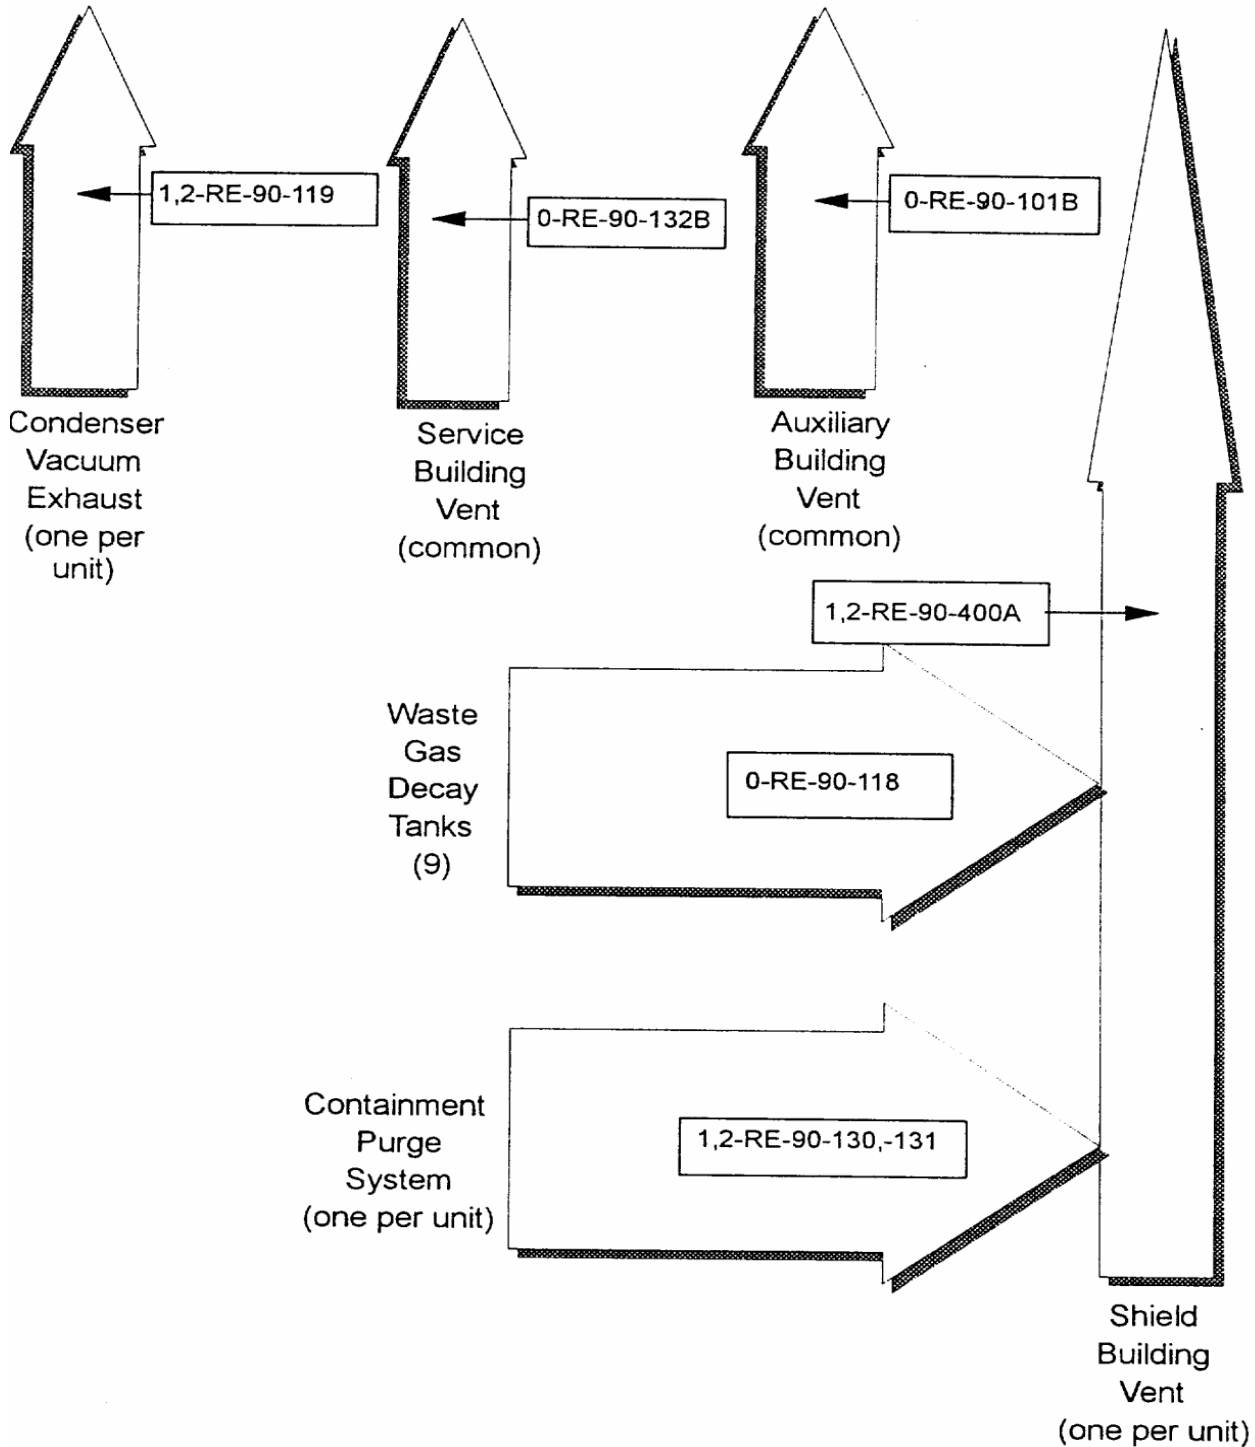 1,2-RE-90-119
0-RE-90-132B
0-RE-90-101B
Condenser
Vacuum
Exhaust
(one per
unit)
Service
Building
Vent
(common)
Auxiliary
Building
Vent
(common)
1,2-RE-90-400A
Waste
Gas
Decay
Tanks
(9)
0-RE-90-118
Containment
Purge
System
(one per unit)
1,2-RE-90-130,-131
Shield
Building
Vent
(one per unit)